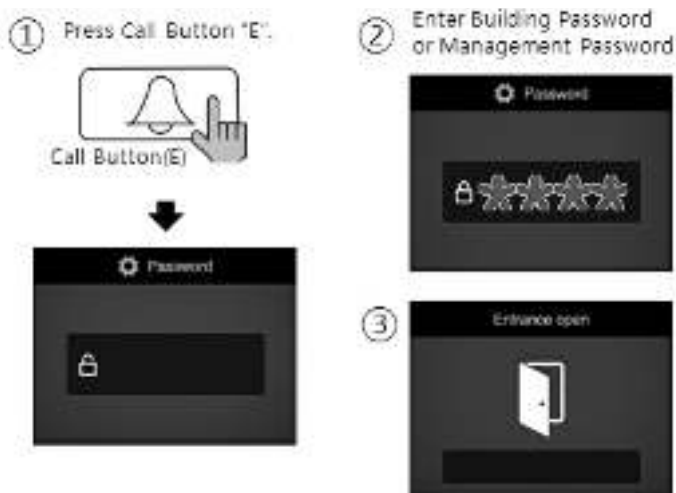 ① Press Call Button "E".
Call Button(E)
Password
② Enter Building Password
or Management Password
Password
③
Entrance open